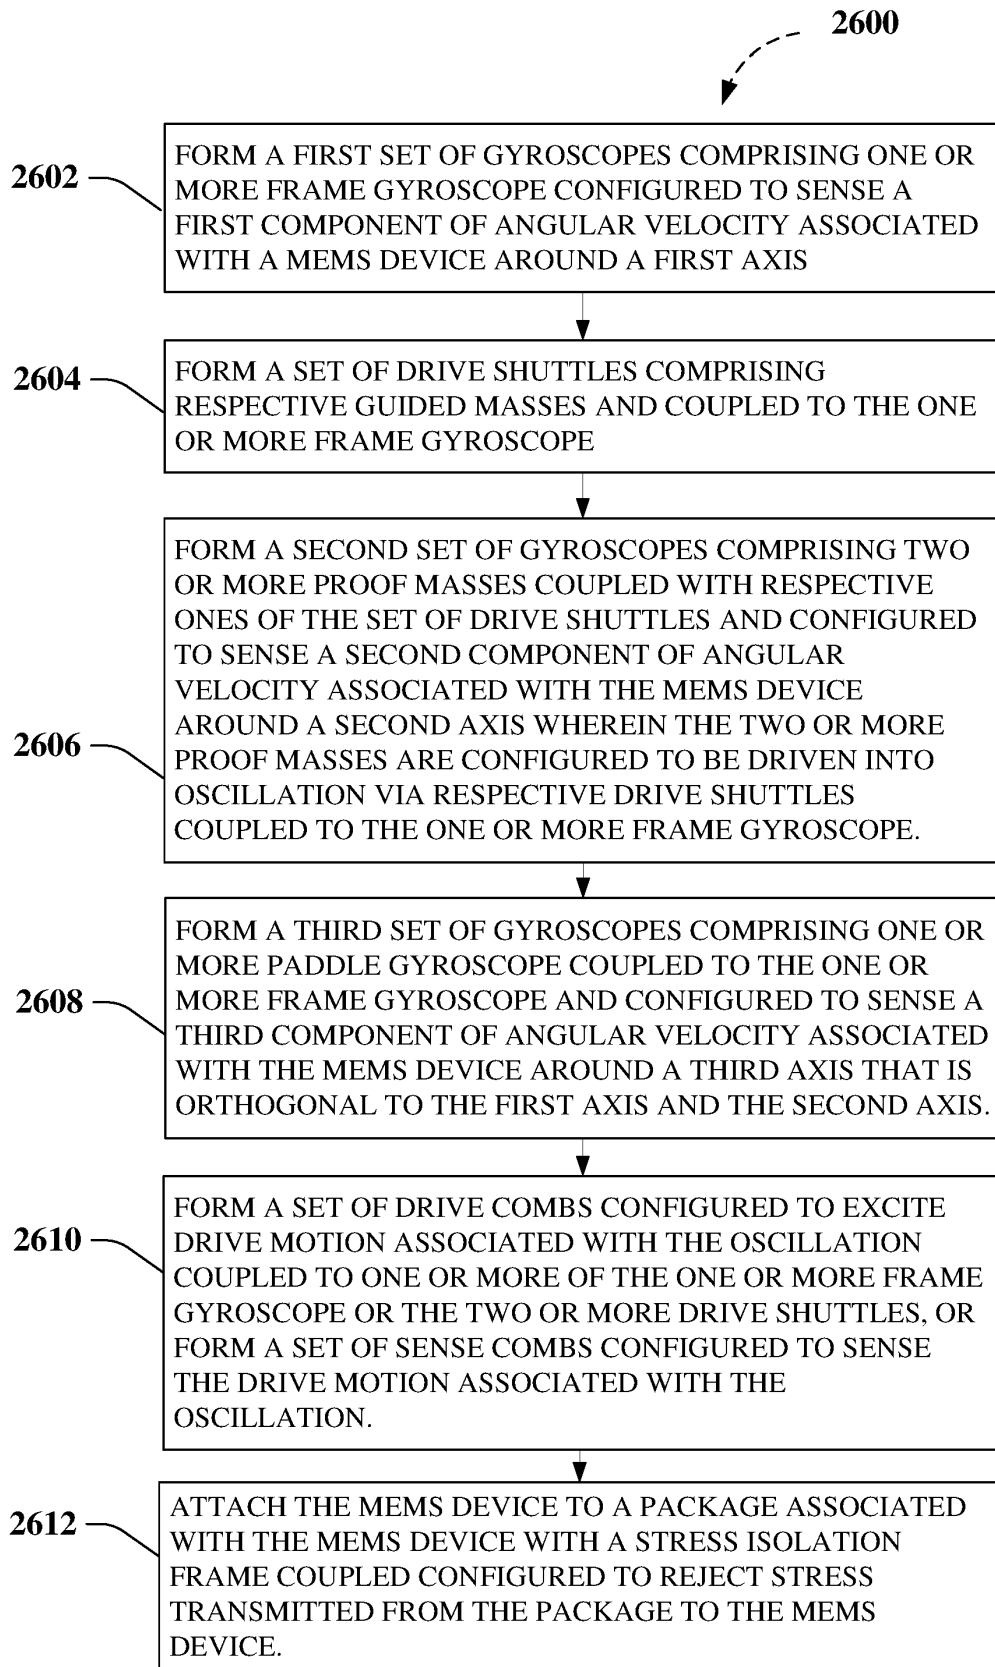 2600
2602
FORM A FIRST SET OF GYROSCOPES COMPRISING ONE OR
MORE FRAME GYROSCOPE CONFIGURED TO SENSE A
FIRST COMPONENT OF ANGULAR VELOCITY ASSOCIATED
WITH A MEMS DEVICE AROUND A FIRST AXIS
2604
FORM A SET OF DRIVE SHUTTLES COMPRISING
RESPECTIVE GUIDED MASSES AND COUPLED TO THE ONE
OR MORE FRAME GYROSCOPE
2606
FORM A SECOND SET OF GYROSCOPES COMPRISING TWO
OR MORE PROOF MASSES COUPLED WITH RESPECTIVE
ONES OF THE SET OF DRIVE SHUTTLES AND CONFIGURED
TO SENSE A SECOND COMPONENT OF ANGULAR
VELOCITY ASSOCIATED WITH THE MEMS DEVICE
AROUND A SECOND AXIS WHEREIN THE TWO OR MORE
PROOF MASSES ARE CONFIGURED TO BE DRIVEN INTO
OSCILLATION VIA RESPECTIVE DRIVE SHUTTLES
COUPLED TO THE ONE OR MORE FRAME GYROSCOPE.
2608
FORM A THIRD SET OF GYROSCOPES COMPRISING ONE OR
MORE PADDLE GYROSCOPE COUPLED TO THE ONE OR
MORE FRAME GYROSCOPE AND CONFIGURED TO SENSE A
THIRD COMPONENT OF ANGULAR VELOCITY ASSOCIATED
WITH THE MEMS DEVICE AROUND A THIRD AXIS THAT IS
ORTHOGONAL TO THE FIRST AXIS AND THE SECOND AXIS.
2610
FORM A SET OF DRIVE COMBS CONFIGURED TO EXCITE
DRIVE MOTION ASSOCIATED WITH THE OSCILLATION
COUPLED TO ONE OR MORE OF THE ONE OR MORE FRAME
GYROSCOPE OR THE TWO OR MORE DRIVE SHUTTLES, OR
FORM A SET OF SENSE COMBS CONFIGURED TO SENSE
THE DRIVE MOTION ASSOCIATED WITH THE
OSCILLATION.
2612
ATTACH THE MEMS DEVICE TO A PACKAGE ASSOCIATED
WITH THE MEMS DEVICE WITH A STRESS ISOLATION
FRAME COUPLED CONFIGURED TO REJECT STRESS
TRANSMITTED FROM THE PACKAGE TO THE MEMS
DEVICE.